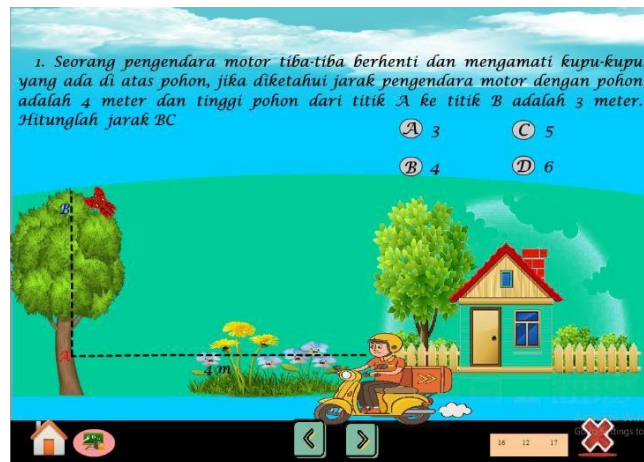 1. Seorang pengendara motor tiba-tiba berhenti dan mengamati kupu-kupu
yang ada di atas pohon, jika diketahui jarak pengendara motor dengan pohon
adalah 4 meter dan tinggi pohon dari titik A ke titik B adalah 3 meter.
Hitunglah jarak BC
A 3
C 5
B 4
D 6
B
A
4 m
16 12 17